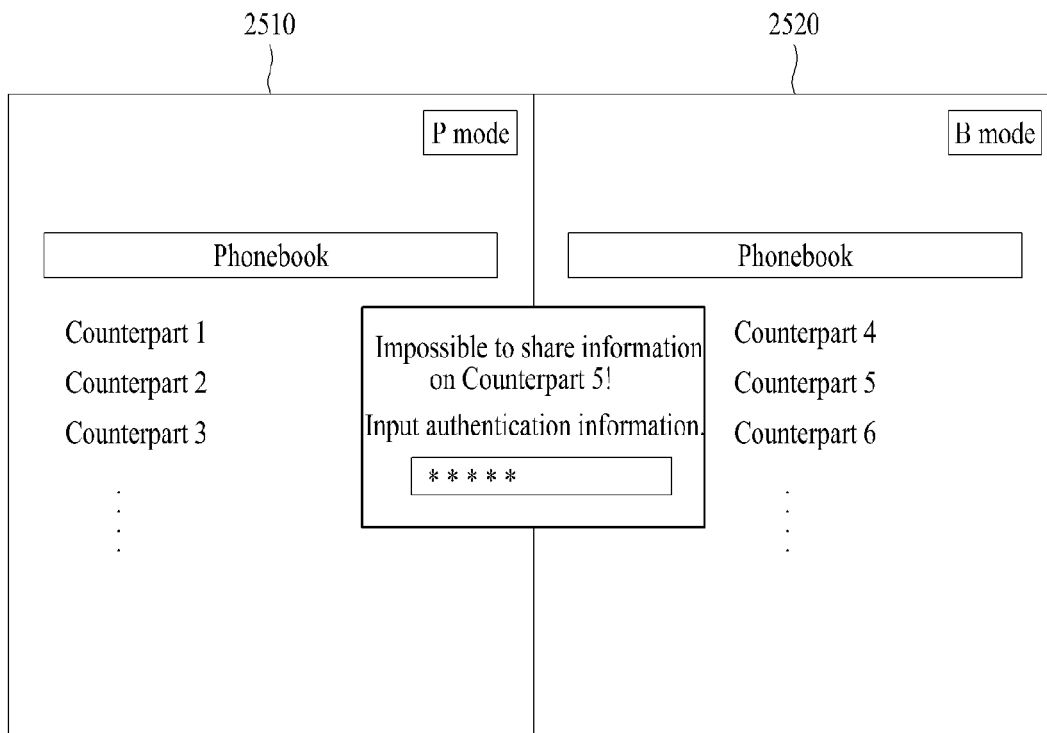 2510
2520
P mode
B mode
Phonebook
Phonebook
Counterpart 1
Counterpart 2
Counterpart 3
Impossible to share information
on Counterpart 5!
Input authentication information.
* * * * *
Counterpart 4
Counterpart 5
Counterpart 6